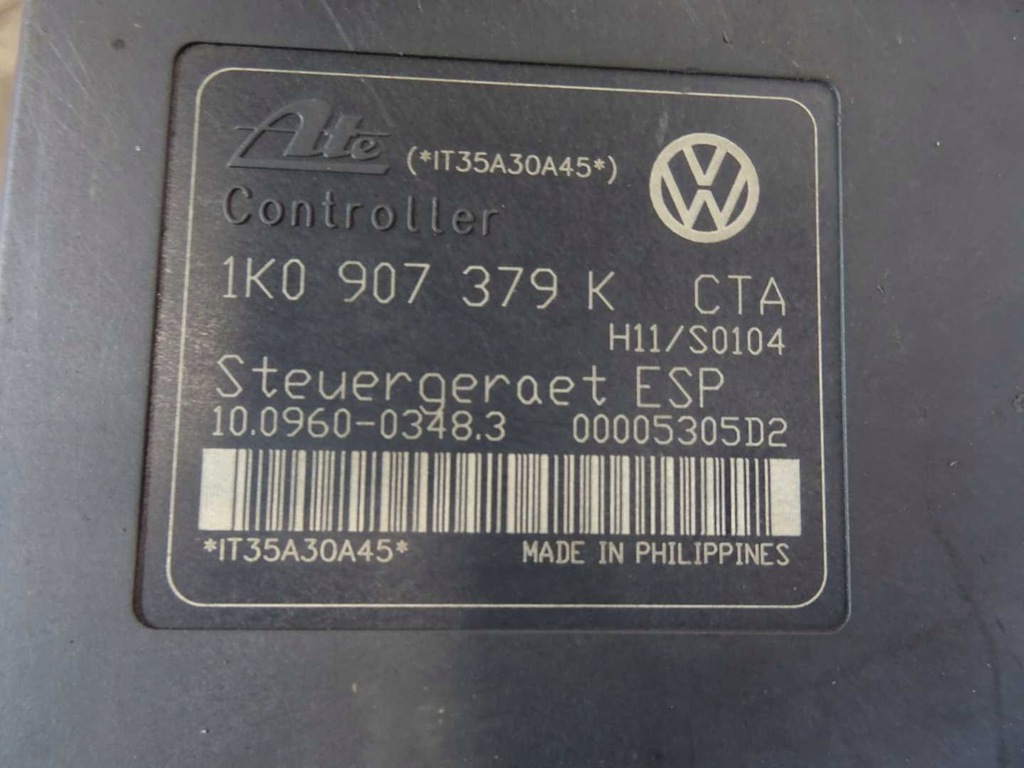 Ate (*IT35A30A45*)
VW
Controller
1K0 907 379 K CTA
H11/S0104
Steuergeraet ESP
10.0960-0348.3 00005305D2
*IT35A30A45* MADE IN PHILIPPINES